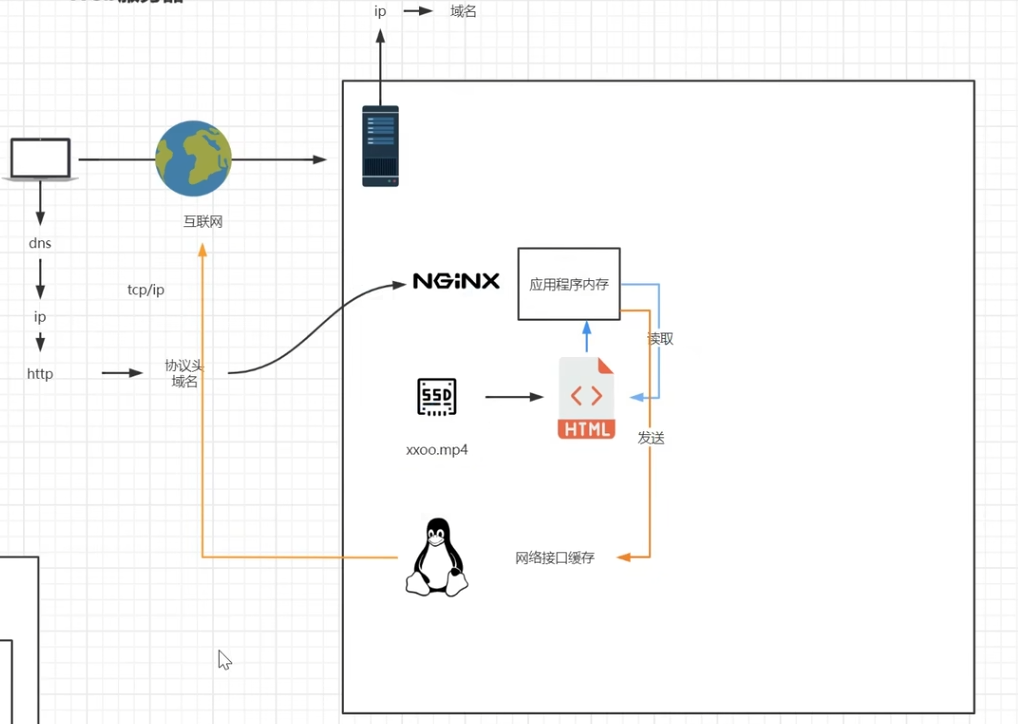 ip
域名
互联网
dns
tcp/ip
NGINX
应用程序内存
ip
读取
http
协议头
域名
SSD
HTML
xxoo.mp4
发送
网络接口缓存